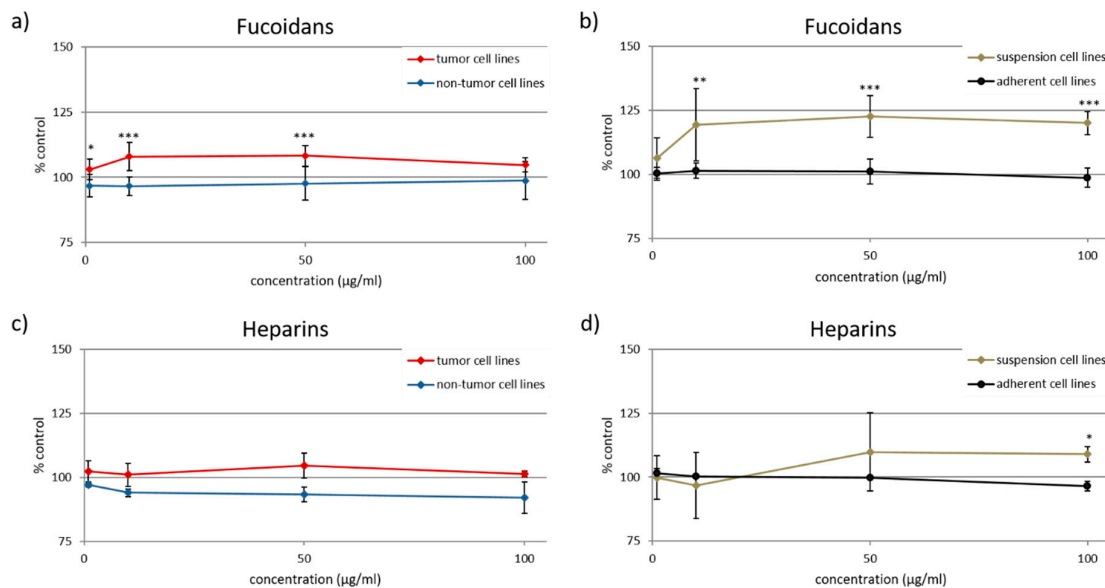 a)
Fucoidans
150
125
100
75
% control
tumor cell lines
non-tumor cell lines
*
***
***
0
50
100
concentration (µg/ml)
b)
Fucoidans
150
125
100
75
% control
suspension cell lines
adherent cell lines
**
***
***
0
50
100
concentration (µg/ml)
c)
Heparins
150
125
100
75
% control
tumor cell lines
non-tumor cell lines
0
50
100
concentration (µg/ml)
d)
Heparins
150
125
100
75
% control
suspension cell lines
adherent cell lines
*
0
50
100
concentration (µg/ml)